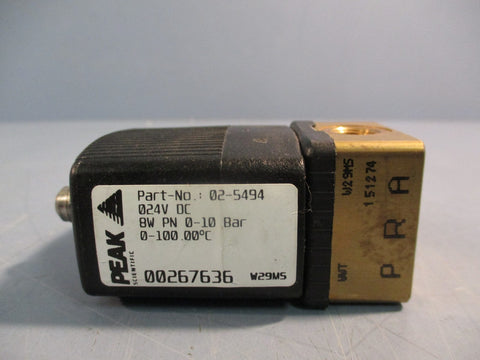 PEAK
SCIENTIFIC
Part-No.: 02-5494
024V DC
8W PN 0-10 Bar
0-100.00°C
00267636 W29MS
W29MS
151274
VVT
P R A